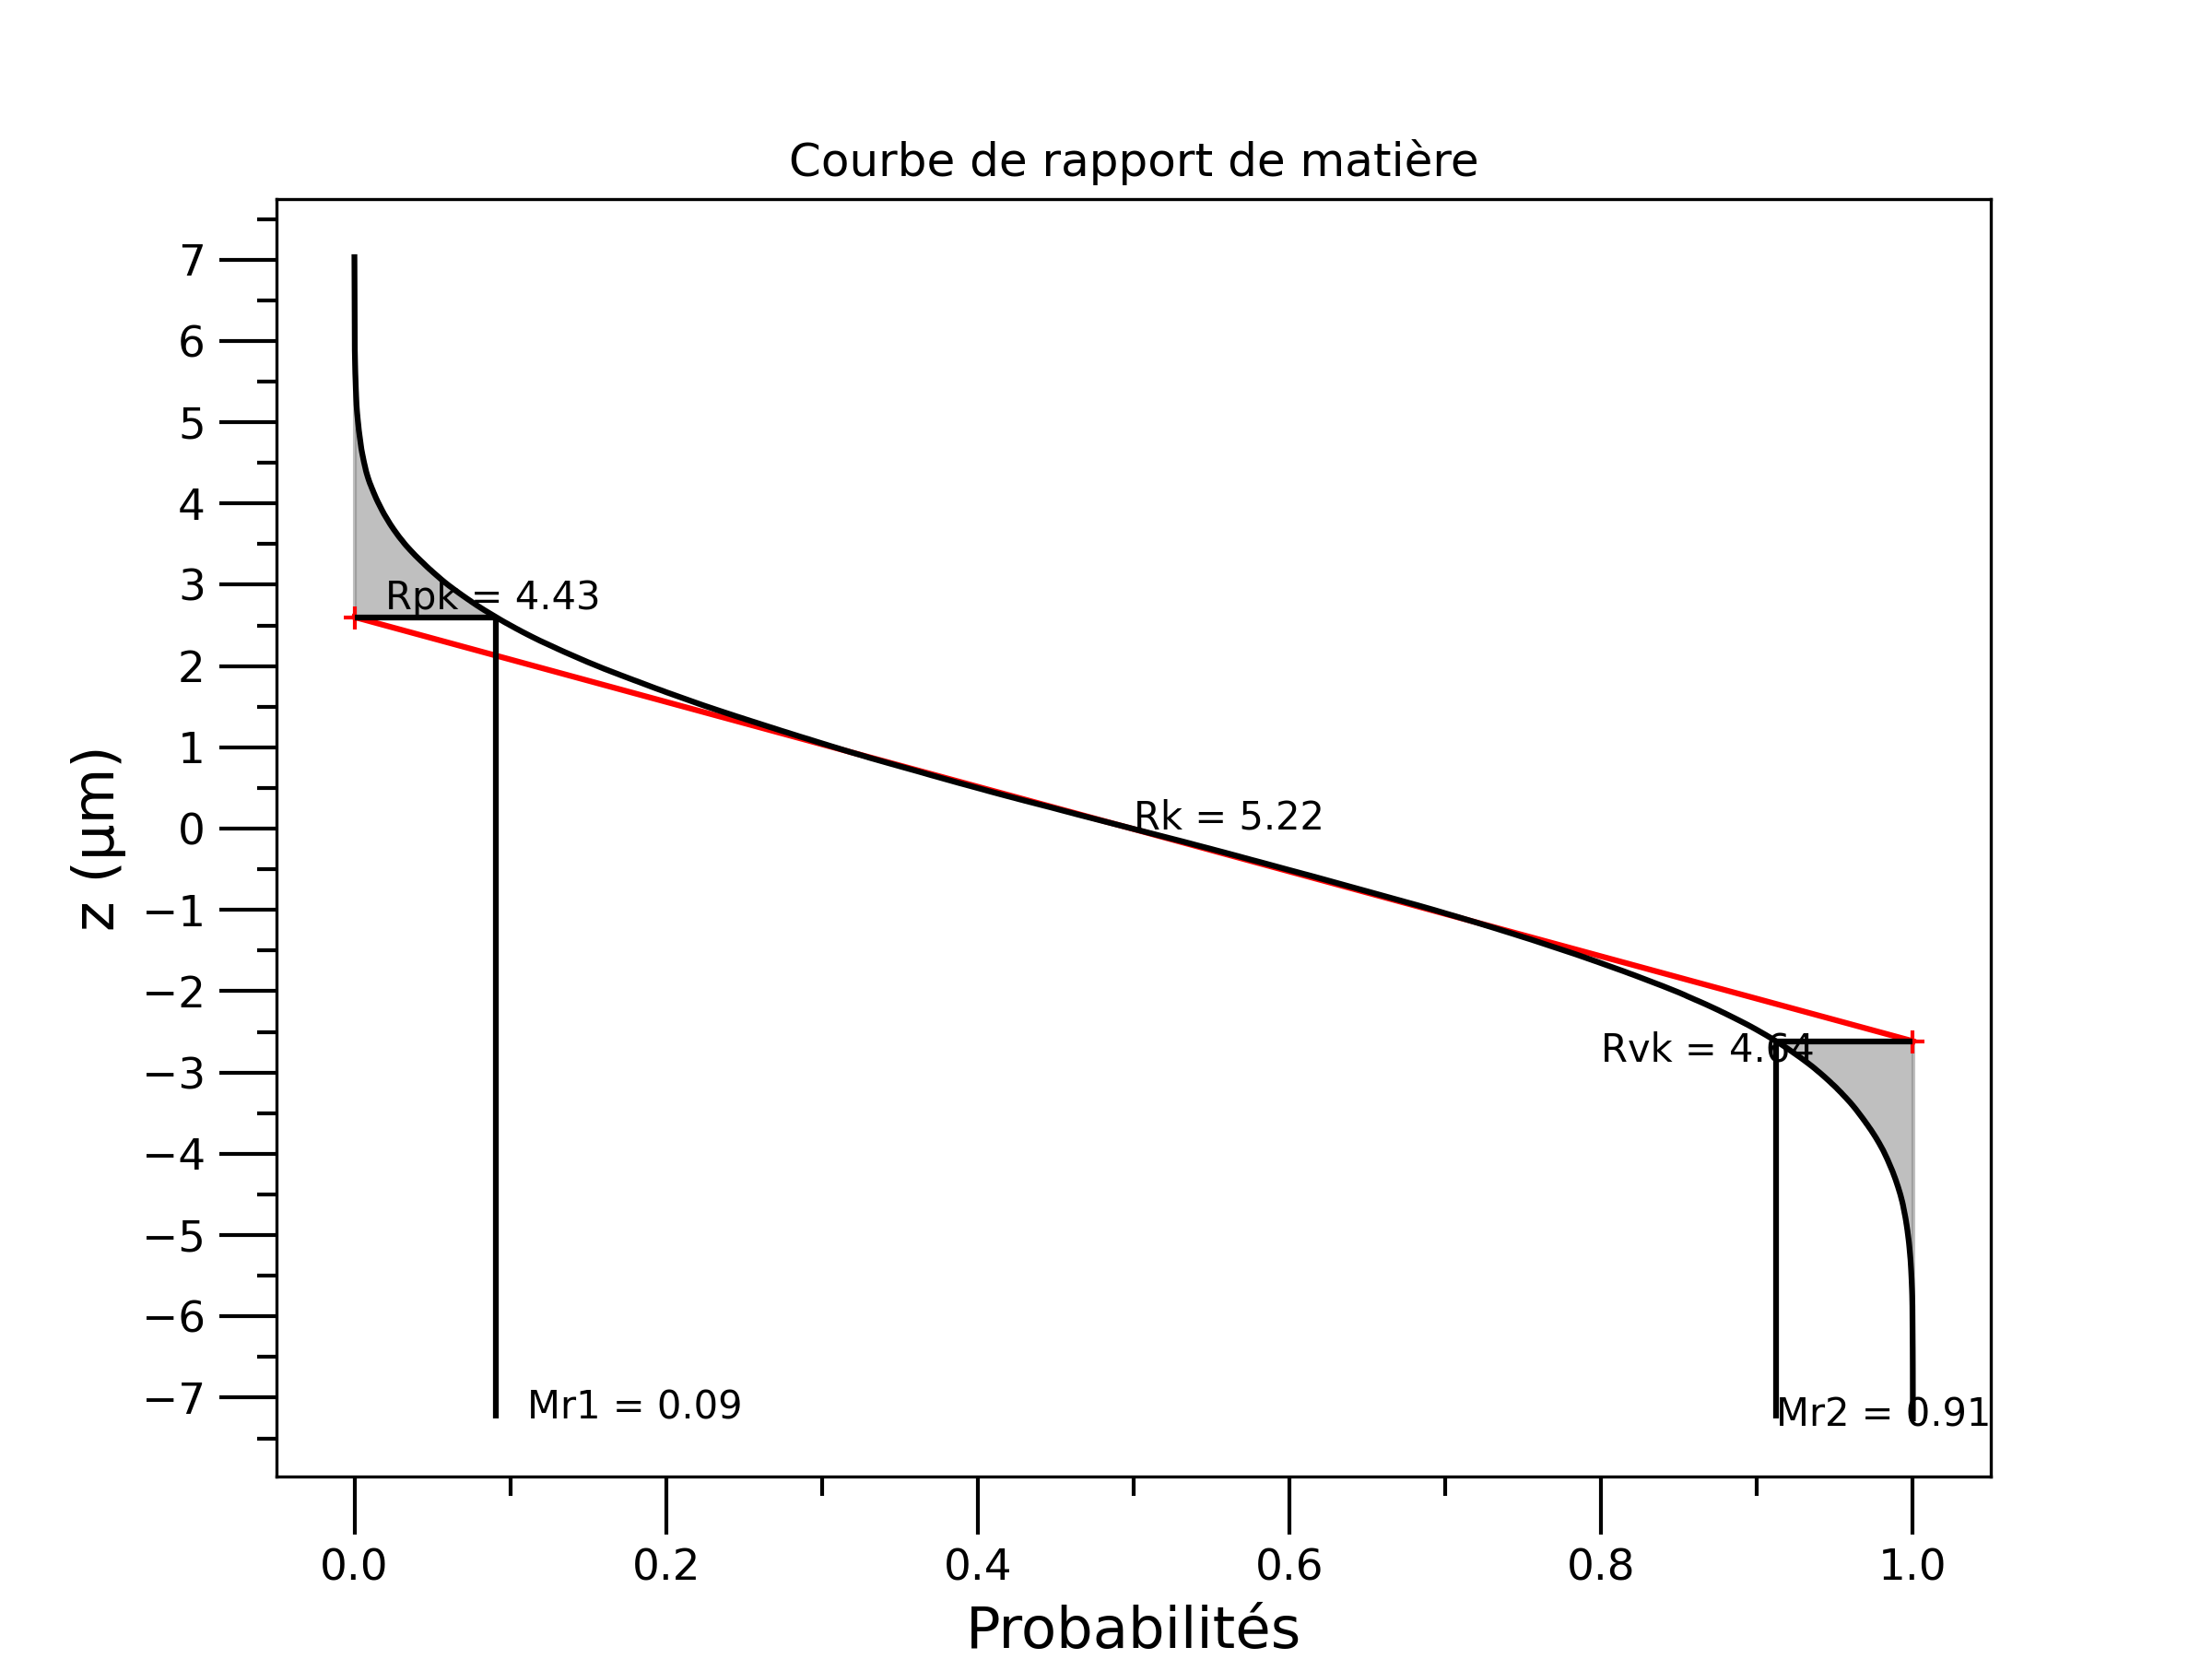 Courbe de rapport de matière
7
6
5
4
3
2
1
0
−1
−2
−3
−4
−5
−6
−7
z (μm)
Rpk = 4.43
Rk = 5.22
Rvk = 4.64
Mr1 = 0.09
Mr2 = 0.91
0.0 0.2 0.4 0.6 0.8 1.0
Probabilités